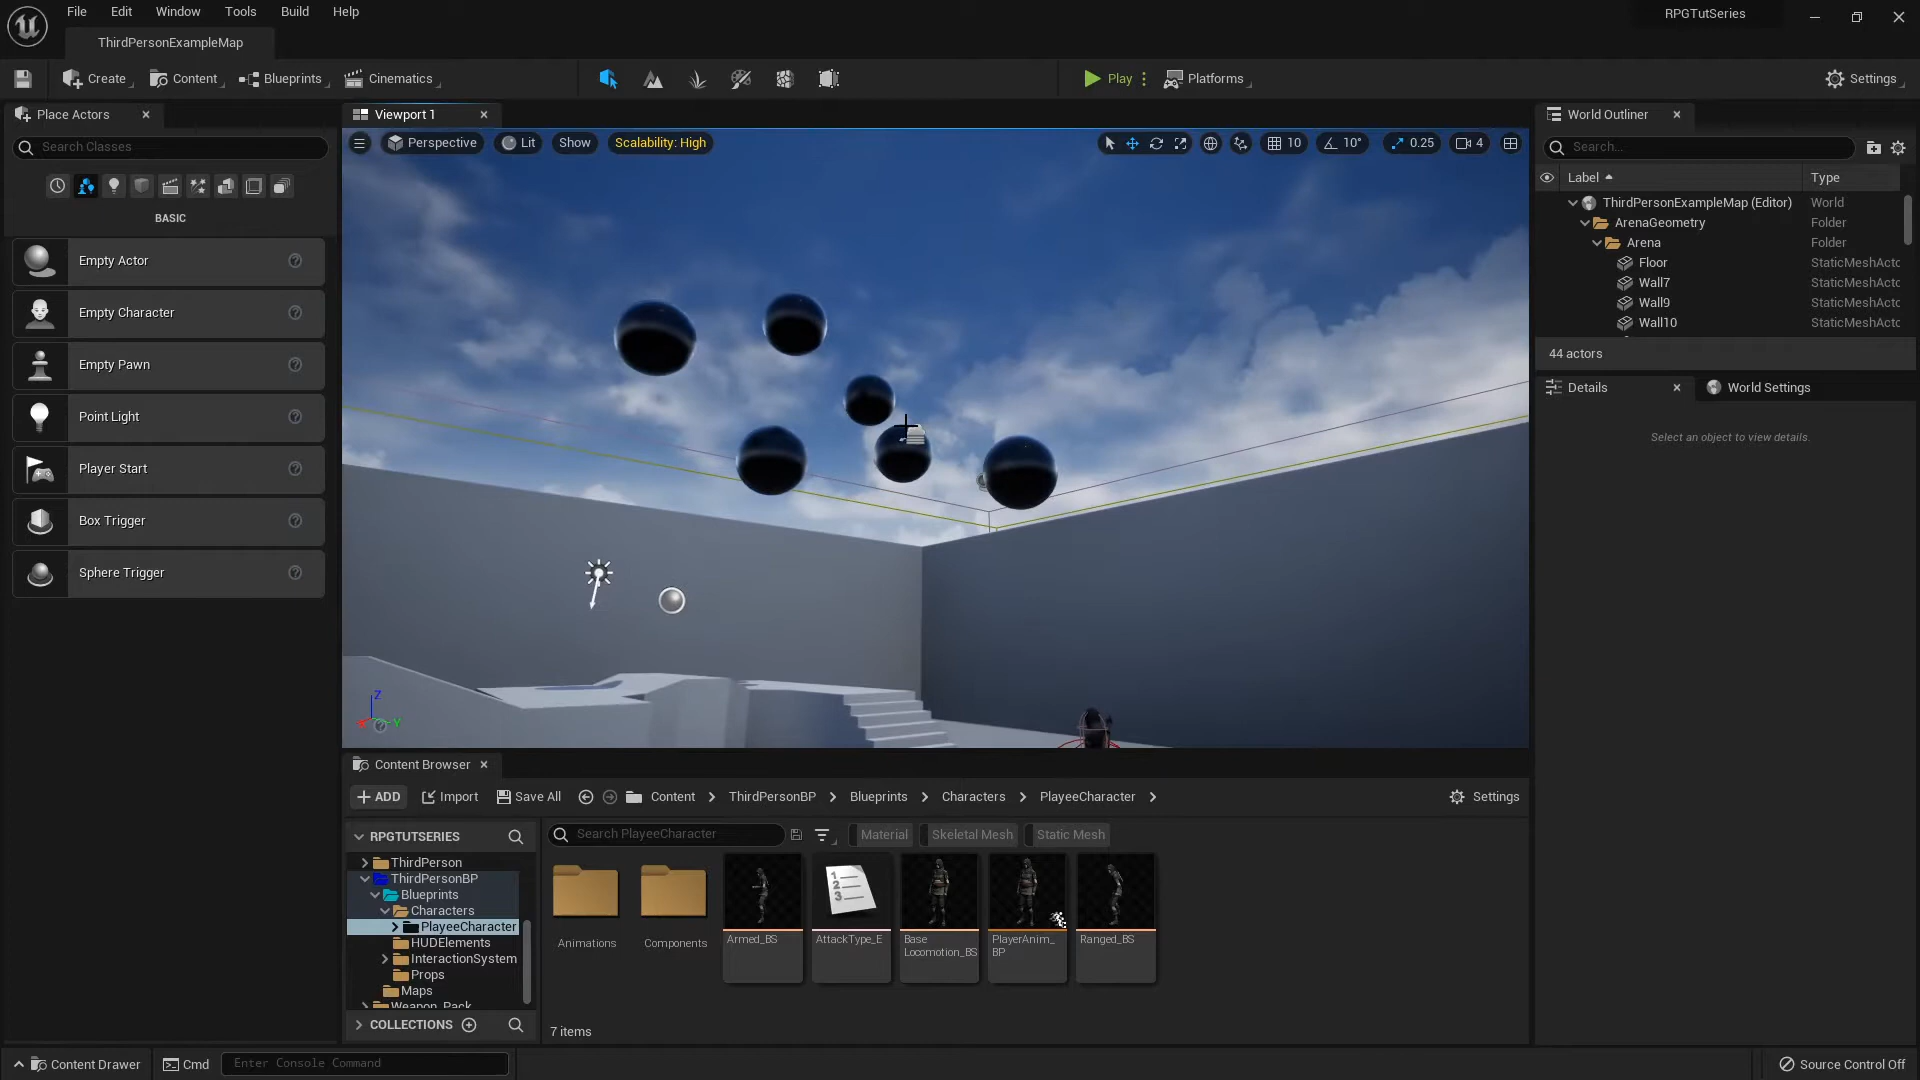 File Edit Window Tools Build Help
RPGTutSeries
ThirdPersonExampleMap
Create Content Blueprints Cinematics Play Platforms Settings
Place Actors
Search Classes
BASIC
Empty Actor
Empty Character
Empty Pawn
Point Light
Player Start
Box Trigger
Sphere Trigger
Viewport 1
Perspective Lit Show Scalability: High 10 10° 0.25 4
Z
X Y
World Outliner
Search...
Label Type
ThirdPersonExampleMap (Editor) World
ArenaGeometry Folder
Arena Folder
Floor StaticMeshActo
Wall7 StaticMeshActo
Wall9 StaticMeshActo
Wall10 StaticMeshActo
44 actors
Details World Settings
Select an object to view details.
Content Browser
ADD Import Save All Content ThirdPersonBP Blueprints Characters PlayeeCharacter Settings
RPGTUTSERIES
ThirdPerson
ThirdPersonBP
Blueprints
Characters
PlayeeCharacter
HUDElements
InteractionSystem
Props
Maps
Weapon_Pack
COLLECTIONS
Search PlayeeCharacter Material Skeletal Mesh Static Mesh
1
2
3
Animations
Components
Armed_BS
AttackType_E
Base
Locomotion_BS
PlayerAnim_
BP
Ranged_BS
7 items
Content Drawer Cmd Enter Console Command Source Control Off